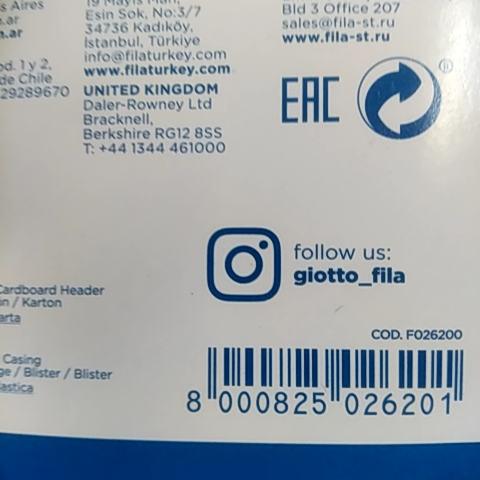 s Aires
.ar
.ar
od. 1 y 2,
de Chile
29289670
19 Mayıs Mah,
Esin Sok, No:3/7
34736 Kadıköy,
İstanbul, Türkiye
info@filaturkey.com
www.filaturkey.com
UNITED KINGDOM
Daler-Rowney Ltd
Bracknell,
Berkshire RG12 8SS
T: +44 1344 461000
Bld 3 Office 207
sales@fila-st.ru
www.fila-st.ru
EAC
®
follow us:
giotto_fila
Cardboard Header
on / Karton
arta
Casing
ge / Blister / Blister
lastica
COD. F026200
8 000825 026201